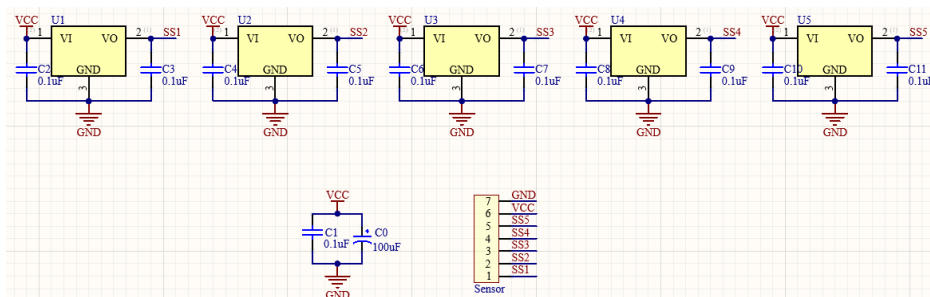 VCC U1 VCC U2 VCC U3 VCC U4 VCC U5
1 VI VO 2 SS1 1 VI VO 2 SS2 1 VI VO 2 SS3 1 VI VO 2 SS4 1 VI VO 2 SS5
C2 GND C3 C4 GND C5 C6 GND C7 C8 GND C9 C10 GND C11
0.1uF 0.1uF 0.1uF 0.1uF 0.1uF 0.1uF 0.1uF 0.1uF 0.1uF 0.1uF
3 3 3 3 3
GND GND GND GND GND
VCC
C1 C0
0.1uF 100uF
GND
7 GND
6 VCC
5 SS5
4 SS4
3 SS3
2 SS2
1 SS1
Sensor